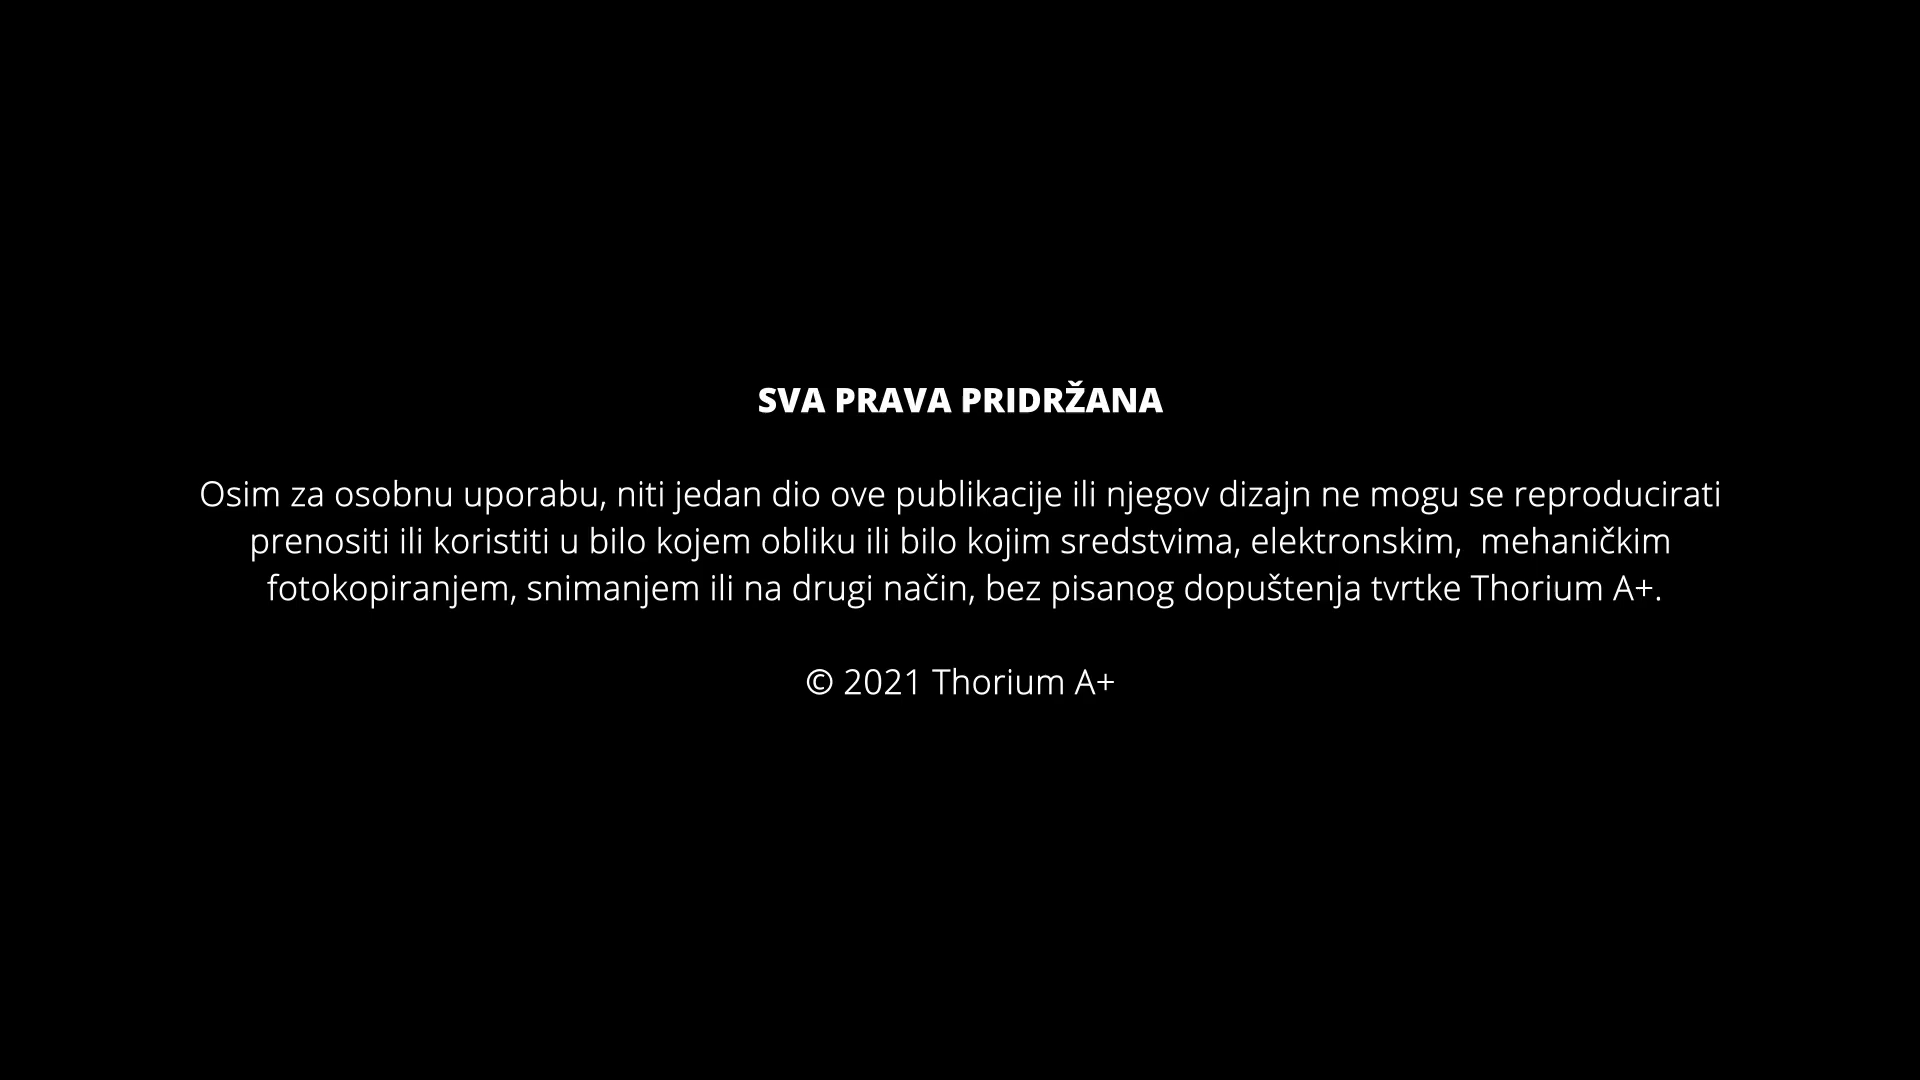 SVA PRAVA PRIDRŽANA
Osim za osobnu uporabu, niti jedan dio ove publikacije ili njegov dizajn ne mogu se reproducirati
prenositi ili koristiti u bilo kojem obliku ili bilo kojim sredstvima, elektronskim,  mehaničkim
fotokopiranjem, snimanjem ili na drugi način, bez pisanog dopuštenja tvrtke Thorium A+.
© 2021 Thorium A+